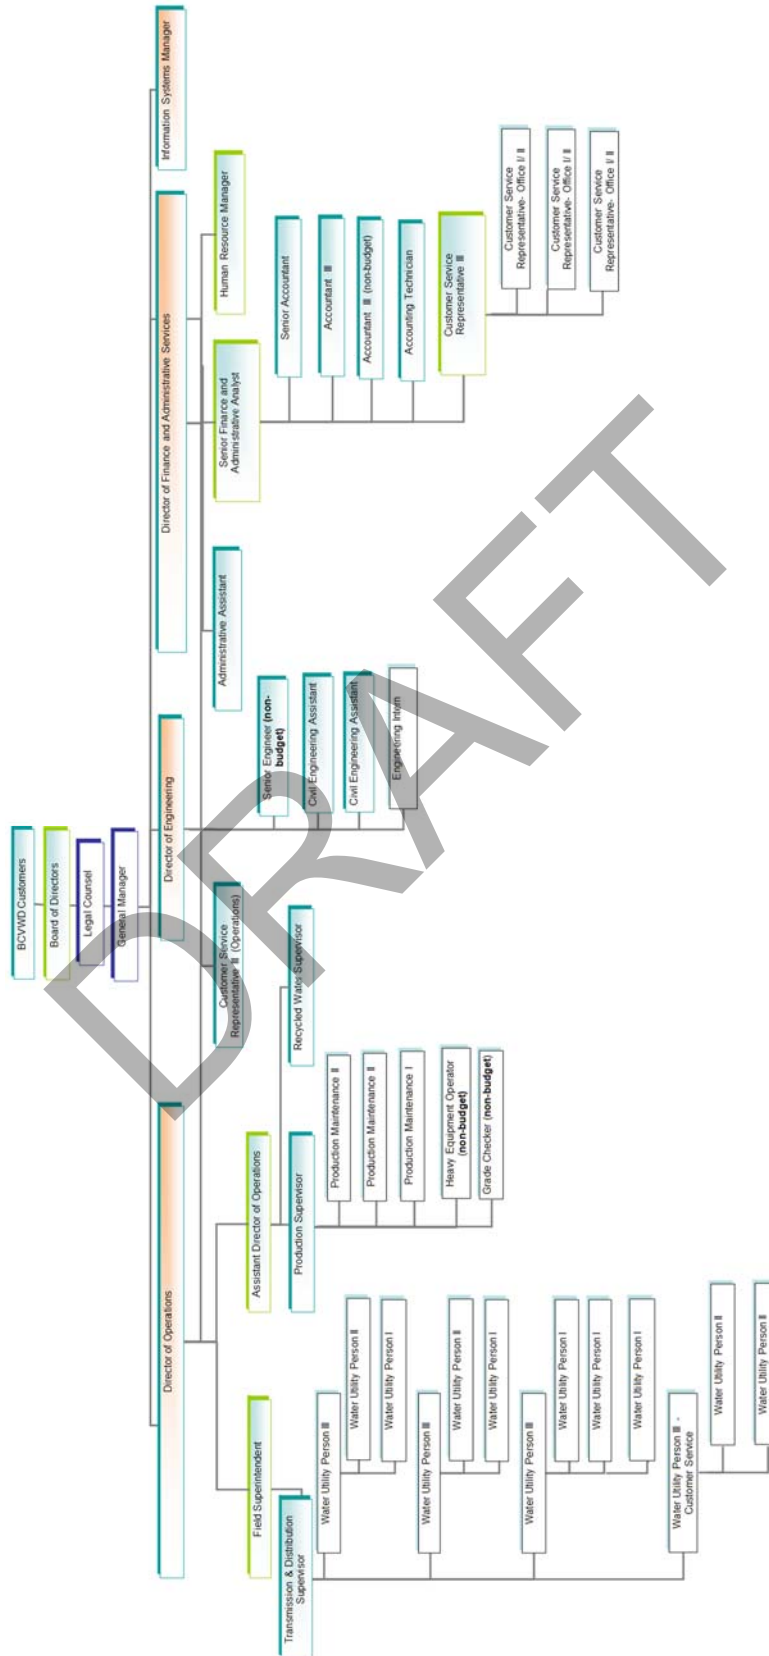 BCVWD Customers
Board of Directors
Legal Counsel
General Manager
Director of Operations
Director of Engineering
Director of Finance and Administrative Services
Information Systems Manager
Customer Service
Representative III (Operations)
Administrative Assistant
Senior Finance and
Administrative Analyst
Human Resource Manager
Field Superintendent
Assistant Director of Operations
Transmission & Distribution
Supervisor
Production Supervisor
Recycled Water Supervisor
Water Utility Person III
Water Utility Person II
Water Utility Person I
Water Utility Person III
Water Utility Person II
Water Utility Person I
Water Utility Person III
Water Utility Person I
Water Utility Person I
Water Utility Person I
Water Utility Person III -
Customer Service
Water Utility Person II
Water Utility Person II
Production Maintenance II
Production Maintenance II
Production Maintenance I
Heavy Equipment Operator
(non-budget)
Grade Checker (non-budget)
Senior Engineer (non-
budget)
Civil Engineering Assistant
Civil Engineering Assistant
Engineering Intern
Senior Accountant
Accountant III
Accountant III (non-budget)
Accounting Technician
Customer Service
Representative III
Customer Service
Representative- Office I/ II
Customer Service
Representative- Office I/ II
Customer Service
Representative- Office I/ II
DRAFT